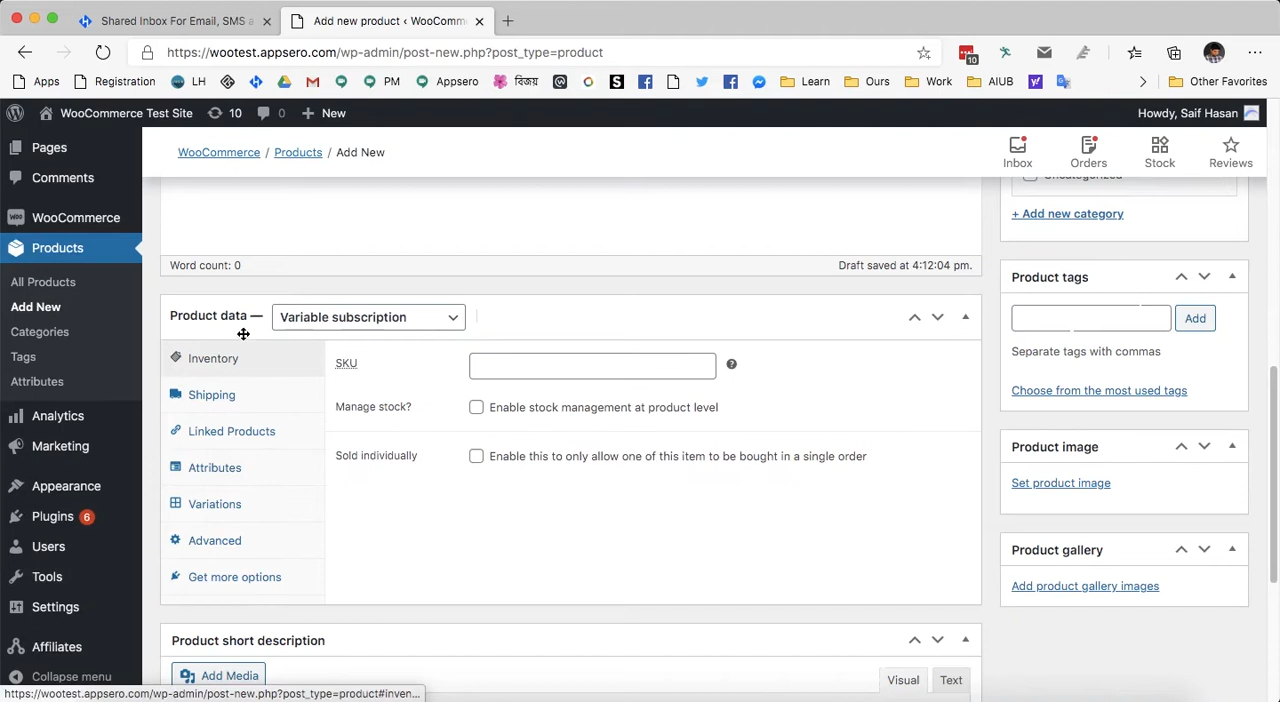 Shared Inbox For Email, SMS a
Add new product ‹ WooComm
https://wootest.appsero.com/wp-admin/post-new.php?post_type=product
10
Apps
Registration
LH
PM
Appsero
বিজয়
Learn
Ours
Work
AIUB
Other Favorites
WooCommerce Test Site
10
0
New
Howdy, Saif Hasan
Pages
Comments
WooCommerce
Products
All Products
Add New
Categories
Tags
Attributes
Analytics
Marketing
Appearance
Plugins 6
Users
Tools
Settings
Affiliates
Collapse menu
WooCommerce / Products / Add New
Inbox
Orders
Stock
Reviews
Word count: 0
Draft saved at 4:12:04 pm.
Product data —
Variable subscription
Inventory
Shipping
Linked Products
Attributes
Variations
Advanced
Get more options
SKU
Manage stock?
Enable stock management at product level
Sold individually
Enable this to only allow one of this item to be bought in a single order
Product short description
Add Media
Visual
Text
Uncategorized
+ Add new category
Product tags
Add
Separate tags with commas
Choose from the most used tags
Product image
Set product image
Product gallery
Add product gallery images
https://wootest.appsero.com/wp-admin/post-new.php?post_type=product#inven...